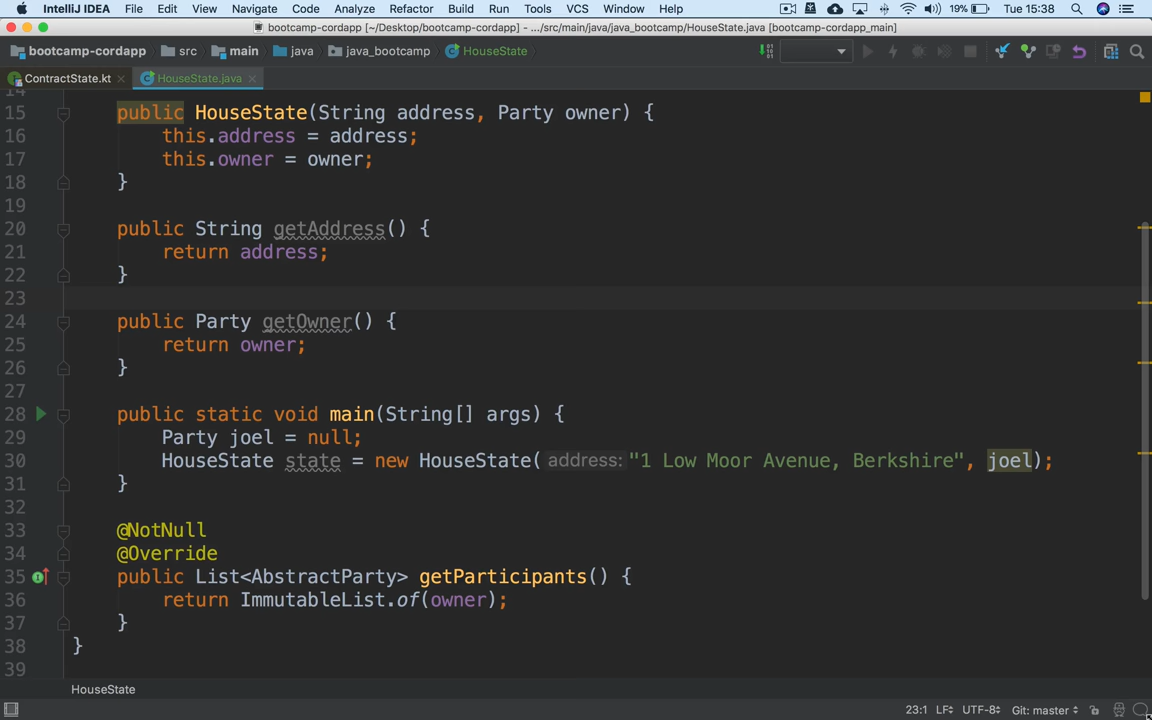 IntelliJ IDEA File Edit View Navigate Code Analyze Refactor Build Run Tools VCS Window Help 19% Tue 15:38
bootcamp-cordapp [~/Desktop/bootcamp-cordapp] - .../src/main/java/java_bootcamp/HouseState.java [bootcamp-cordapp_main]
bootcamp-cordapp src main java java_bootcamp HouseState
ContractState.kt HouseState.java
14
15 public HouseState(String address, Party owner) {
16 this.address = address;
17 this.owner = owner;
18 }
19
20 public String getAddress() {
21 return address;
22 }
23
24 public Party getOwner() {
25 return owner;
26 }
27
28 public static void main(String[] args) {
29 Party joel = null;
30 HouseState state = new HouseState( address: "1 Low Moor Avenue, Berkshire", joel);
31 }
32
33 @NotNull
34 @Override
35 public List<AbstractParty> getParticipants() {
36 return ImmutableList.of(owner);
37 }
38 }
39
HouseState
23:1 LF UTF-8 Git: master